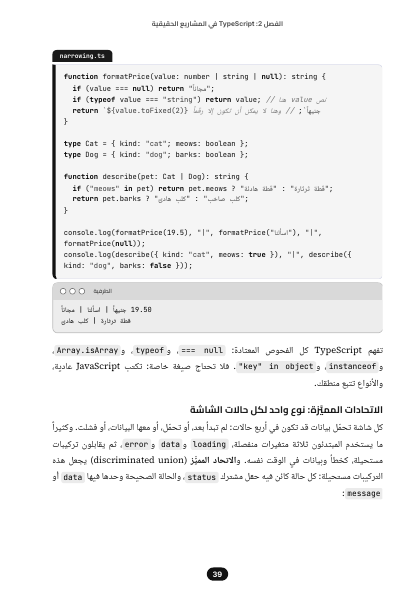 الفصل 2: TypeScript في المشاريع الحقيقية
narrowing.ts
function formatPrice(value: number | string | null): string {
if (value === null) return "مجاناً";
if (typeof value === "string") return value; // هنا value نص
return `${value.toFixed(2)} جنيهاً`; // وهنا لا يمكن أن تكون إلا رقماً
}
type Cat = { kind: "cat"; meows: boolean };
type Dog = { kind: "dog"; barks: boolean };
function describe(pet: Cat | Dog): string {
if ("meows" in pet) return pet.meows ? "قطة ثرثارة" : "قطة هادئة";
return pet.barks ? "كلب صاخب" : "كلب هادئ";
}
console.log(formatPrice(19.5), "|", formatPrice("اسألنا"), "|",
formatPrice(null));
console.log(describe({ kind: "cat", meows: true }), "|", describe({
kind: "dog", barks: false }));
الطرفية
19.50 جنيهاً | اسألنا | مجاناً
قطة ثرثارة | كلب هادئ
تفهم TypeScript كل الفحوص المعتادة: === null، وtypeof، وArray.isArray،
وinstanceof، و"key" in object. فلا تحتاج صيغة خاصة: تكتب JavaScript عادية،
والأنواع تتبع منطقك.
الاتحادات المميَّزة: نوع واحد لكل حالات الشاشة
كل شاشة تحمّل بيانات قد تكون في أربع حالات: لم تبدأ بعد، أو تحمّل، أو معها البيانات، أو فشلت. وكثيراً
ما يستخدم المبتدئون ثلاثة متغيرات منفصلة، loading وdata وerror، ثم يقابلون تركيبات
مستحيلة، كخطأ وبيانات في الوقت نفسه. والاتحاد المميَّز (discriminated union) يجعل هذه
التركيبات مستحيلة: كل حالة كائن فيه حقل مشترك status، والحالة الصحيحة وحدها فيها data أو
message:
39